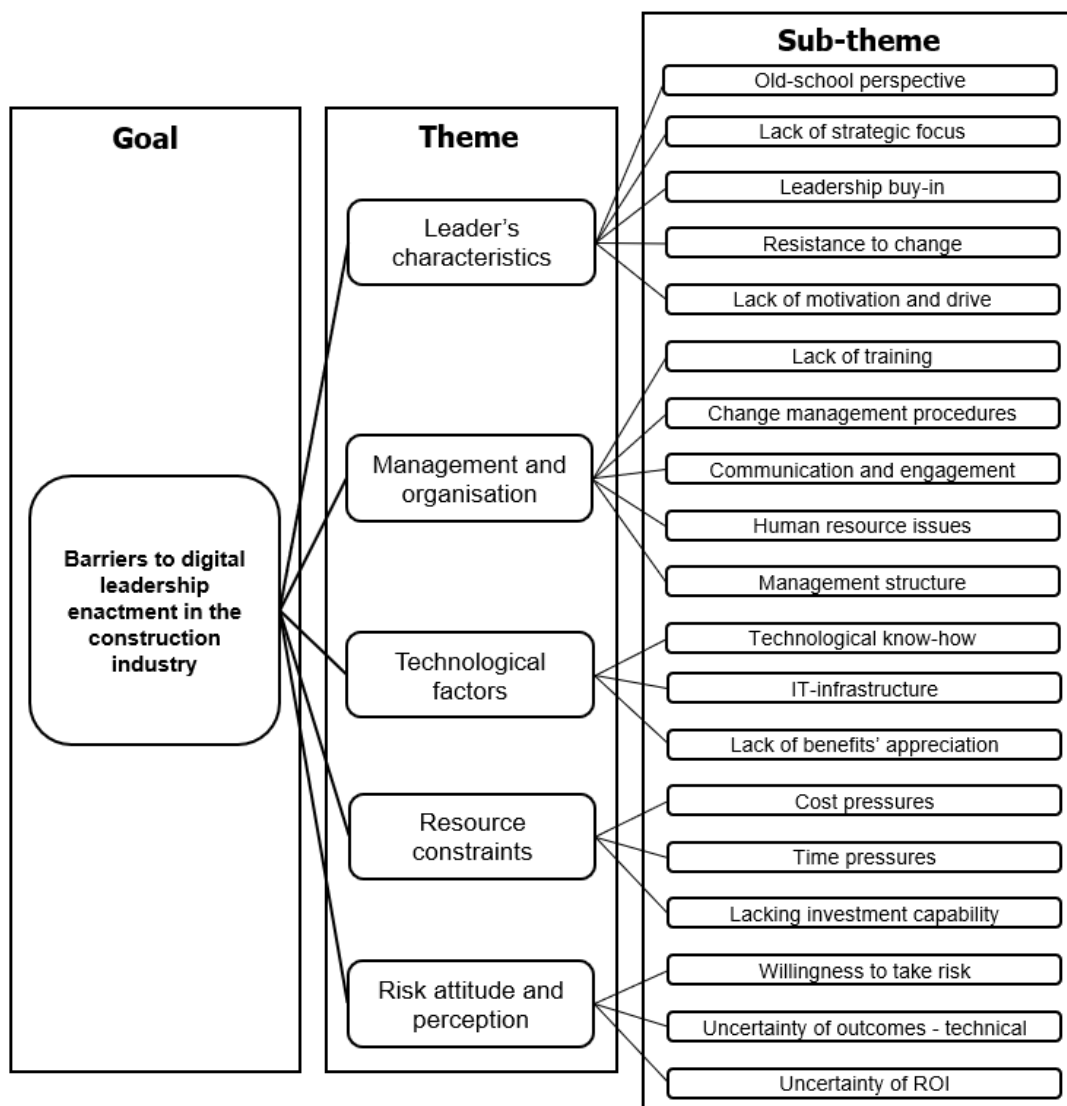 Goal
Barriers to digital
leadership
enactment in the
construction
industry
Theme
Leader’s
characteristics
Management and
organisation
Technological
factors
Resource
constraints
Risk attitude and
perception
Sub-theme
Old-school perspective
Lack of strategic focus
Leadership buy-in
Resistance to change
Lack of motivation and drive
Lack of training
Change management procedures
Communication and engagement
Human resource issues
Management structure
Technological know-how
IT-infrastructure
Lack of benefits’ appreciation
Cost pressures
Time pressures
Lacking investment capability
Willingness to take risk
Uncertainty of outcomes - technical
Uncertainty of ROI